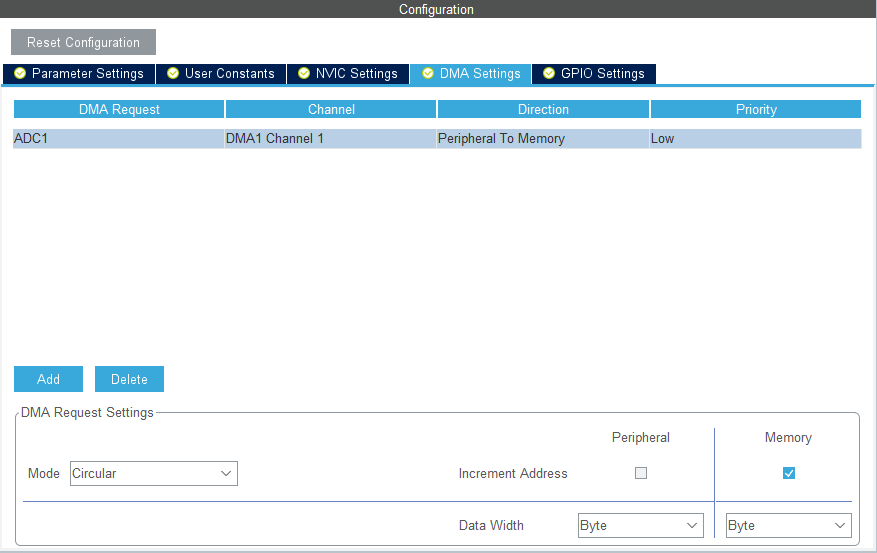 Configuration
Reset Configuration
Parameter Settings User Constants NVIC Settings DMA Settings GPIO Settings
DMA Request Channel Direction Priority
ADC1 DMA1 Channel 1 Peripheral To Memory Low
Add Delete
DMA Request Settings
Peripheral Memory
Mode Circular Increment Address
Data Width Byte Byte